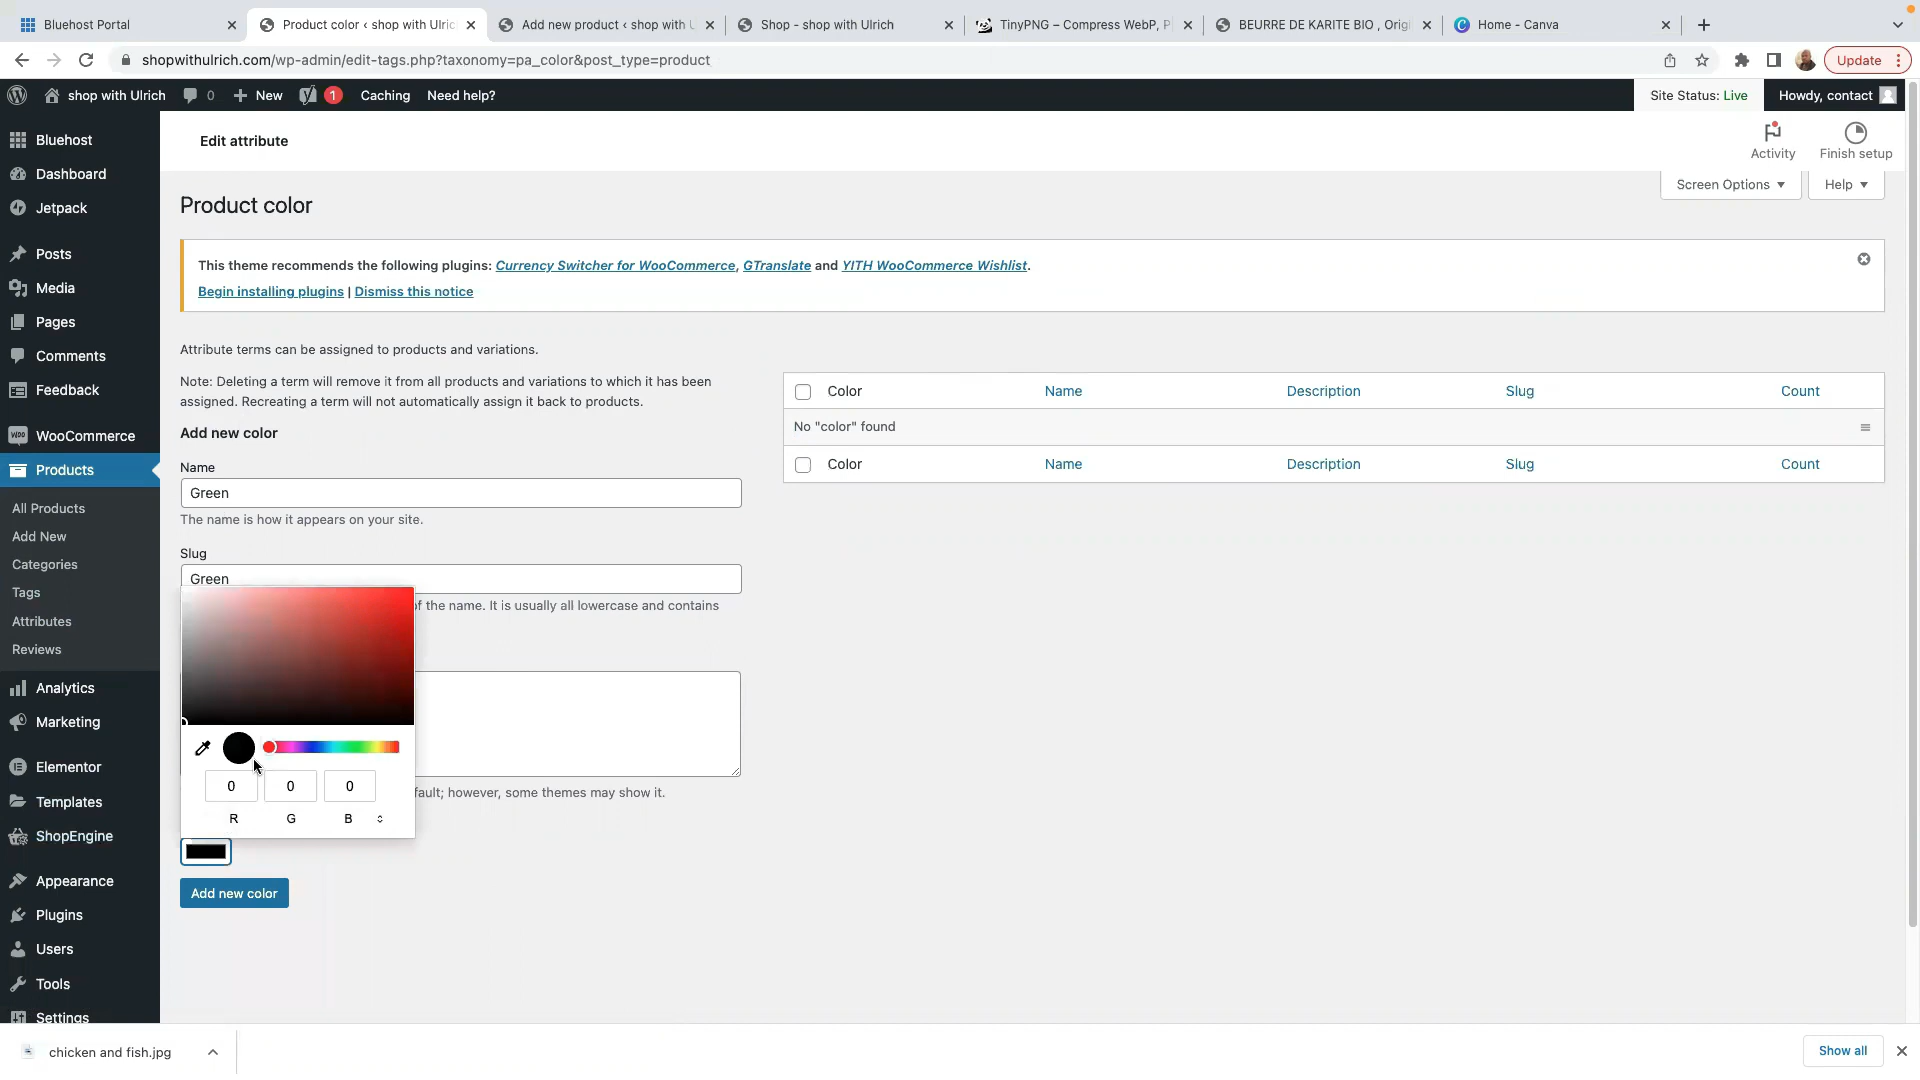 Bluehost Portal
Product color ‹ shop with Ulric
Add new product ‹ shop with U
Shop - shop with Ulrich
TinyPNG – Compress WebP, P
BEURRE DE KARITE BIO , Orig
Home - Canva
shopwithulrich.com/wp-admin/edit-tags.php?taxonomy=pa_color&post_type=product
Update
shop with Ulrich
0
New
1
Caching
Need help?
Site Status: Live
Howdy, contact
Bluehost
Dashboard
Jetpack
Posts
Media
Pages
Comments
Feedback
WooCommerce
Products
All Products
Add New
Categories
Tags
Attributes
Reviews
Analytics
Marketing
Elementor
Templates
ShopEngine
Appearance
Plugins
Users
Tools
Settings
Edit attribute
Activity
Finish setup
Screen Options
Help
Product color
This theme recommends the following plugins: Currency Switcher for WooCommerce, GTranslate and YITH WooCommerce Wishlist.
Begin installing plugins | Dismiss this notice
Attribute terms can be assigned to products and variations.
Note: Deleting a term will remove it from all products and variations to which it has been
assigned. Recreating a term will not automatically assign it back to products.
Add new color
Name
Green
The name is how it appears on your site.
Slug
Green
of the name. It is usually all lowercase and contains
fault; however, some themes may show it.
0 0 0
R G B
Add new color
Color Name Description Slug Count
No "color" found
Color Name Description Slug Count
chicken and fish.jpg
Show all